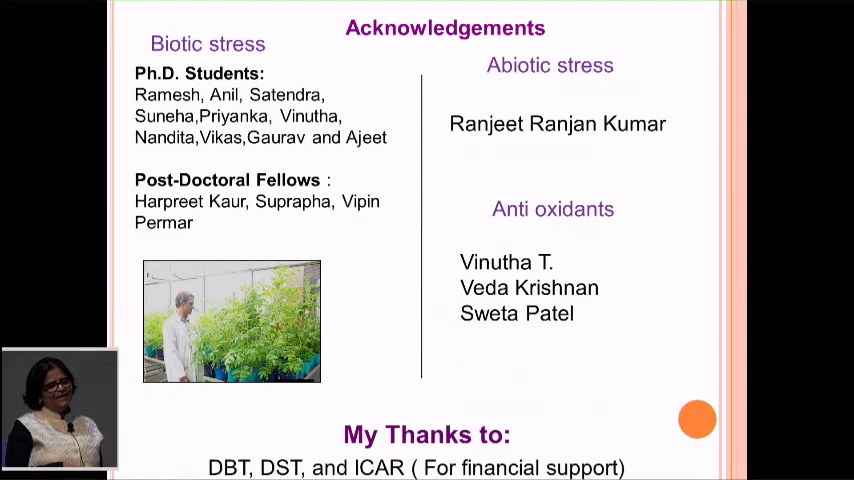 Acknowledgements
Biotic stress
Ph.D. Students:
Ramesh, Anil, Satendra,
Suneha,Priyanka, Vinutha,
Nandita,Vikas,Gaurav and Ajeet
Post-Doctoral Fellows :
Harpreet Kaur, Suprapha, Vipin
Permar
Abiotic stress
Ranjeet Ranjan Kumar
Anti oxidants
Vinutha T.
Veda Krishnan
Sweta Patel
My Thanks to:
DBT, DST, and ICAR ( For financial support)